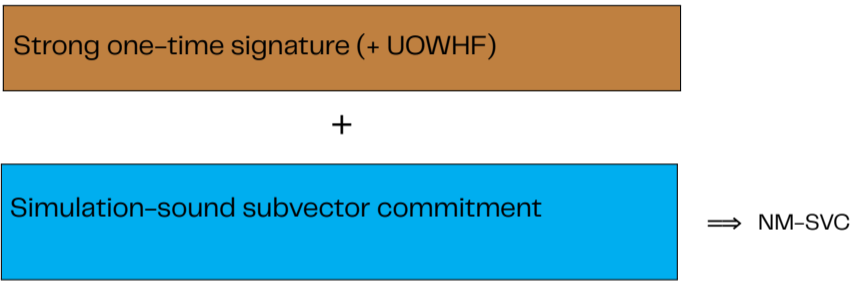 Strong one-time signature (+ UOWHF)
+
Simulation-sound subvector commitment
⟹ NM-SVC